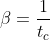 β = 1/t_c